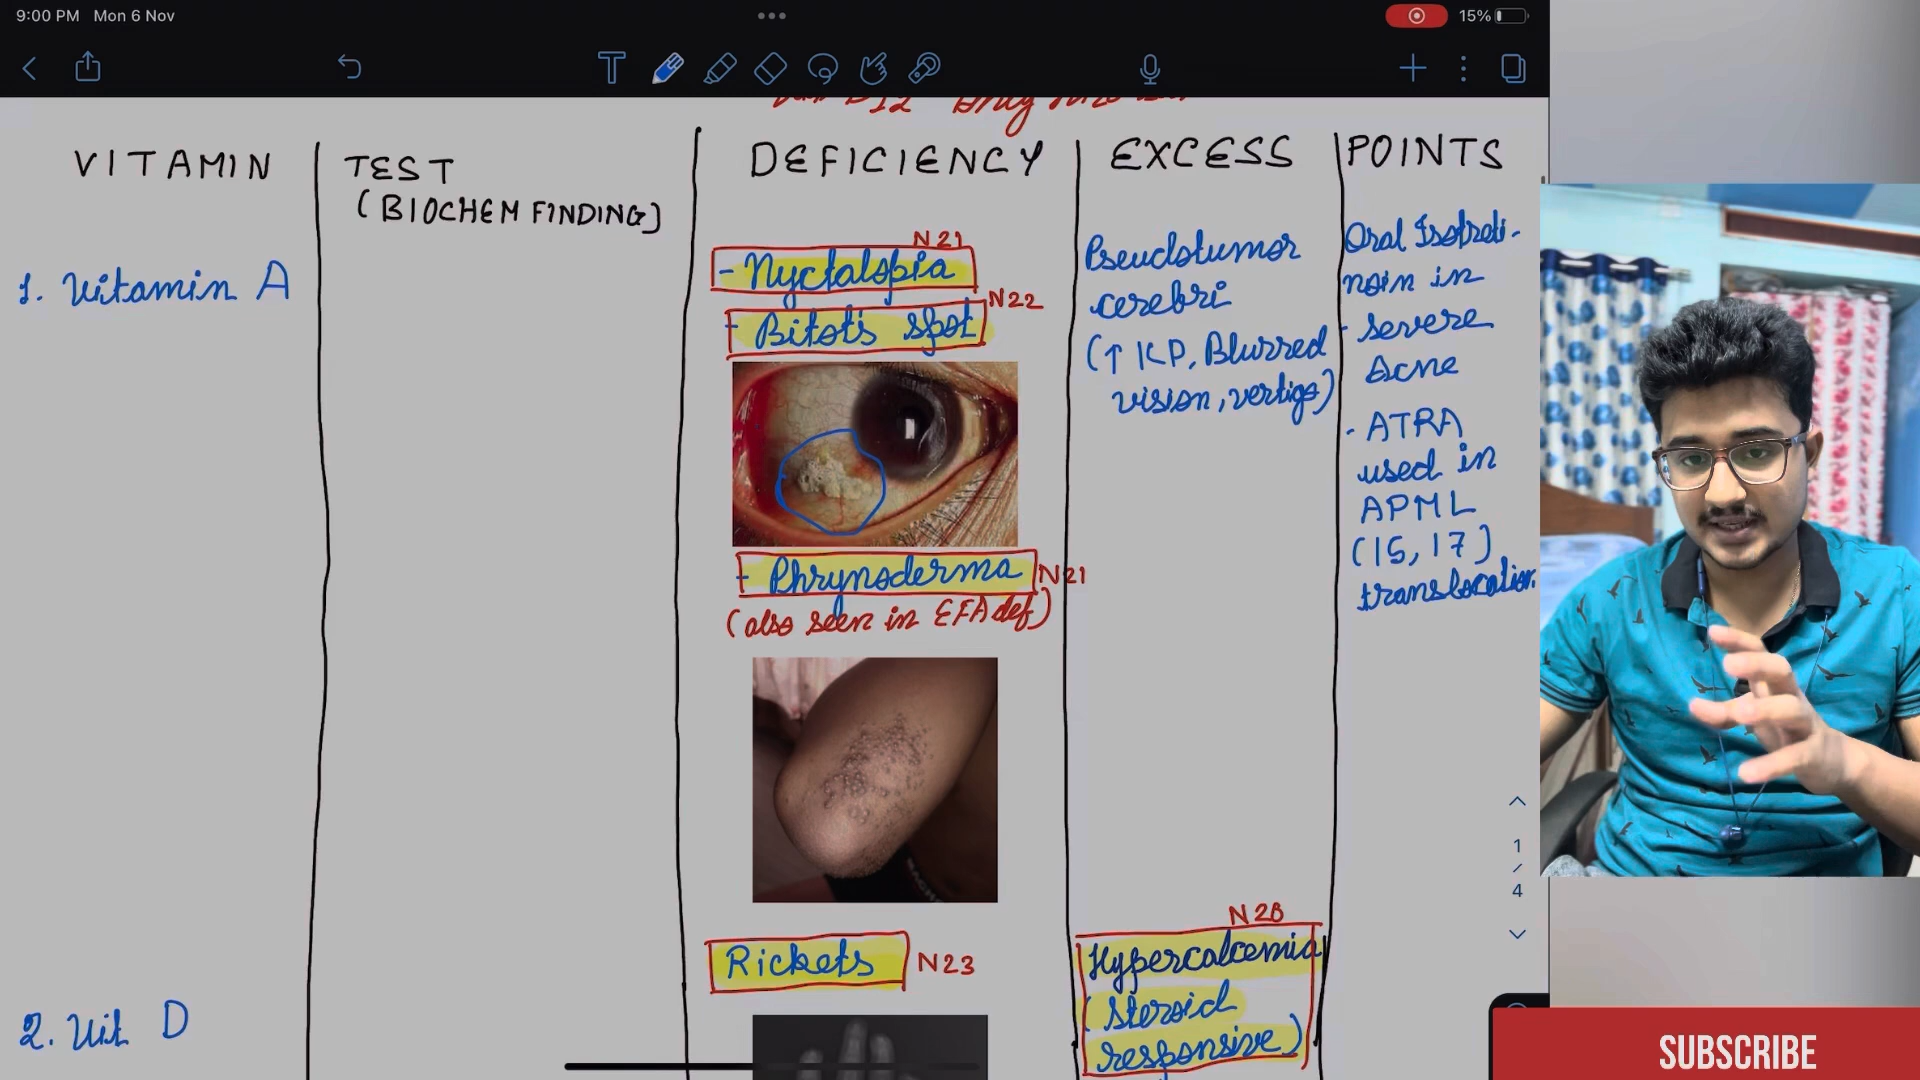 9:00 PM Mon 6 Nov
15%
VITAMIN
TEST
(BIOCHEM FINDING)
DEFICIENCY
EXCESS
POINTS
1. Vitamin A
N21
- Nyctalopia
N22
- Bitot's spot
- Phrynoderma N21
(also seen in EFA def)
Rickets N23
Pseudotumor
cerebri
(↑ ICP, Blurred
vision, vertigo)
N20
Hypercalcemia
(steroid
responsive)
Oral Isotreti-
noin in
- severe
Acne
- ATRA
used in
APML
(15, 17)
translocation
2. Vit D
1
/
4
SUBSCRIBE